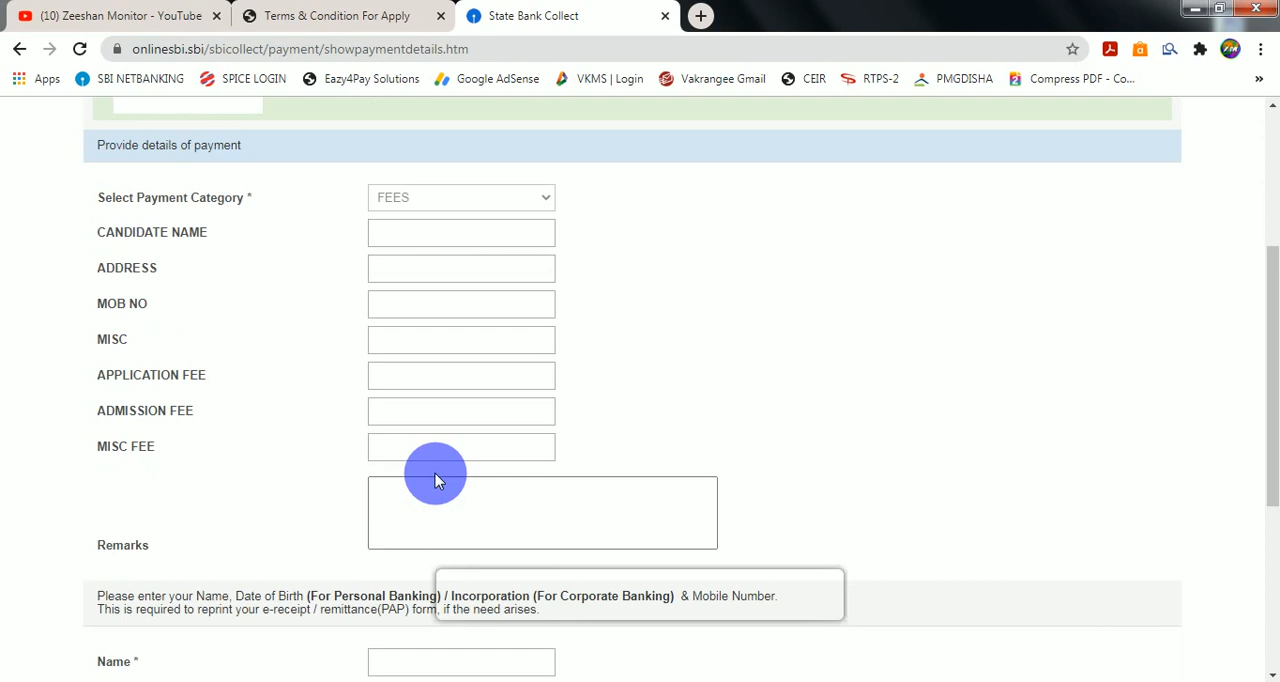 (10) Zeeshan Monitor - YouTube
Terms & Condition For Apply
State Bank Collect
onlinesbi.sbi/sbicollect/payment/showpaymentdetails.htm
Apps
SBI NETBANKING
SPICE LOGIN
Eazy4Pay Solutions
Google AdSense
VKMS | Login
Vakrangee Gmail
CEIR
RTPS-2
PMGDISHA
Compress PDF - Co...
»
Provide details of payment
Select Payment Category *
FEES
CANDIDATE NAME
ADDRESS
MOB NO
MISC
APPLICATION FEE
ADMISSION FEE
MISC FEE
Remarks
Please enter your Name, Date of Birth (For Personal Banking) / Incorporation (For Corporate Banking) & Mobile Number.
This is required to reprint your e-receipt / remittance(PAP) form, if the need arises.
Name *